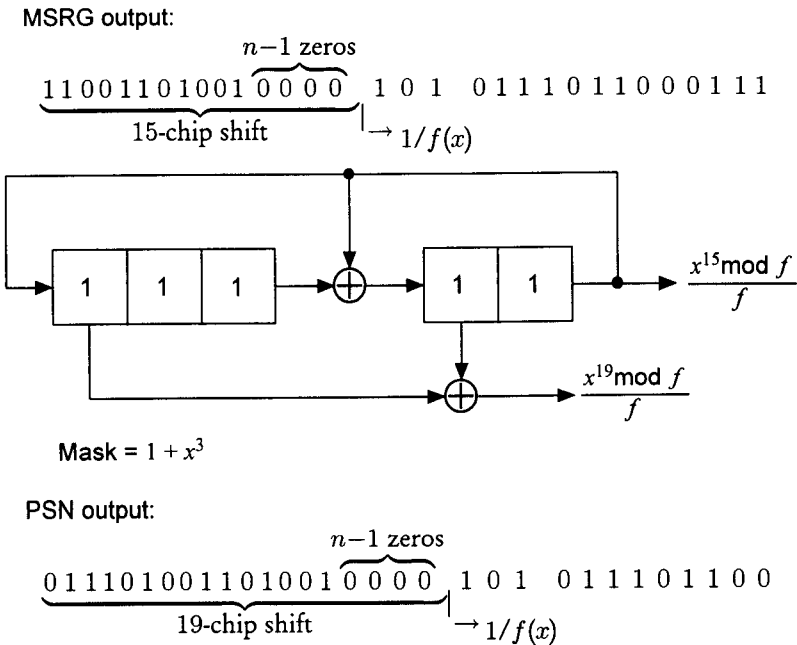 MSRG output:
n−1 zeros
1 1 0 0 1 1 0 1 0 0 1 0 0 0 0 1 0 1 0 1 1 1 0 1 1 0 0 0 1 1 1
15-chip shift → 1/f(x)
1 1 1 + 1 1 x^15 mod f / f
+ x^19 mod f / f
Mask = 1 + x^3
PSN output:
n−1 zeros
0 1 1 1 0 1 0 0 1 1 0 1 0 0 1 0 0 0 0 1 0 1 0 1 1 1 0 1 1 0 0
19-chip shift → 1/f(x)